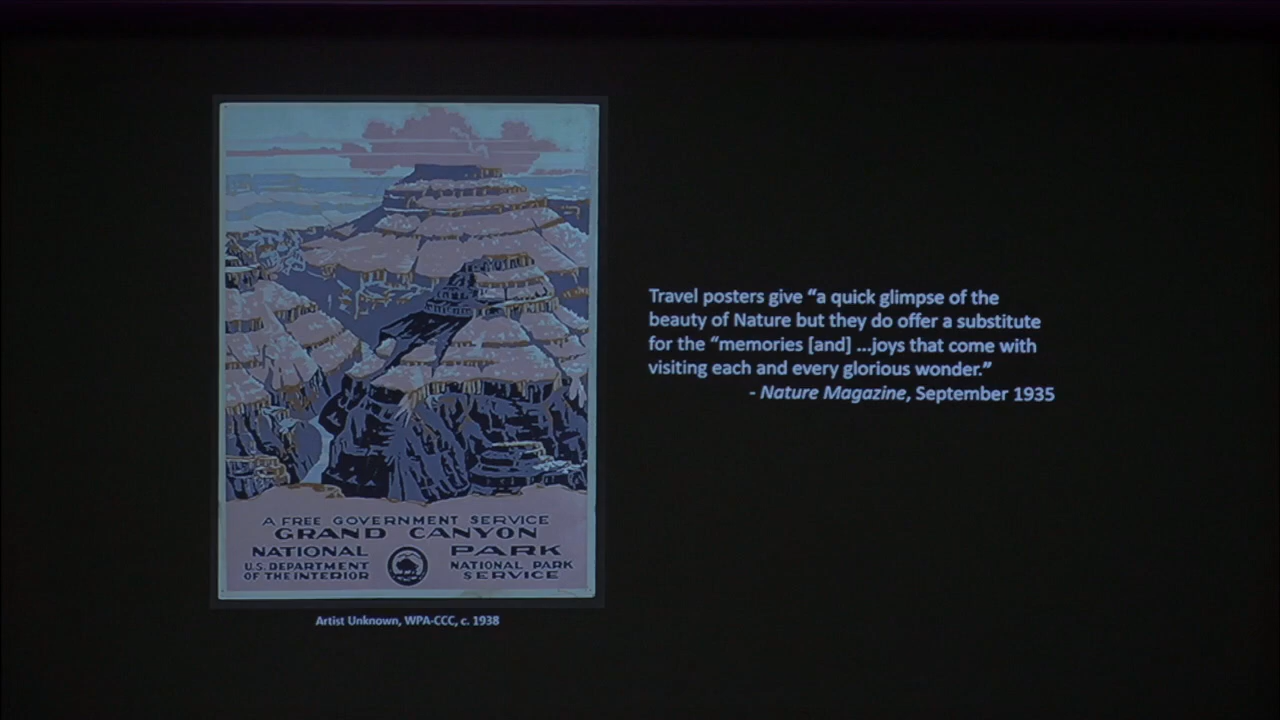 A FREE GOVERNMENT SERVICE
GRAND CANYON
NATIONAL PARK
U.S. DEPARTMENT
OF THE INTERIOR
NATIONAL PARK
SERVICE
Artist Unknown, WPA-CCC, c. 1938
Travel posters give “a quick glimpse of the
beauty of Nature but they do offer a substitute
for the “memories [and] ...joys that come with
visiting each and every glorious wonder.”
- Nature Magazine, September 1935